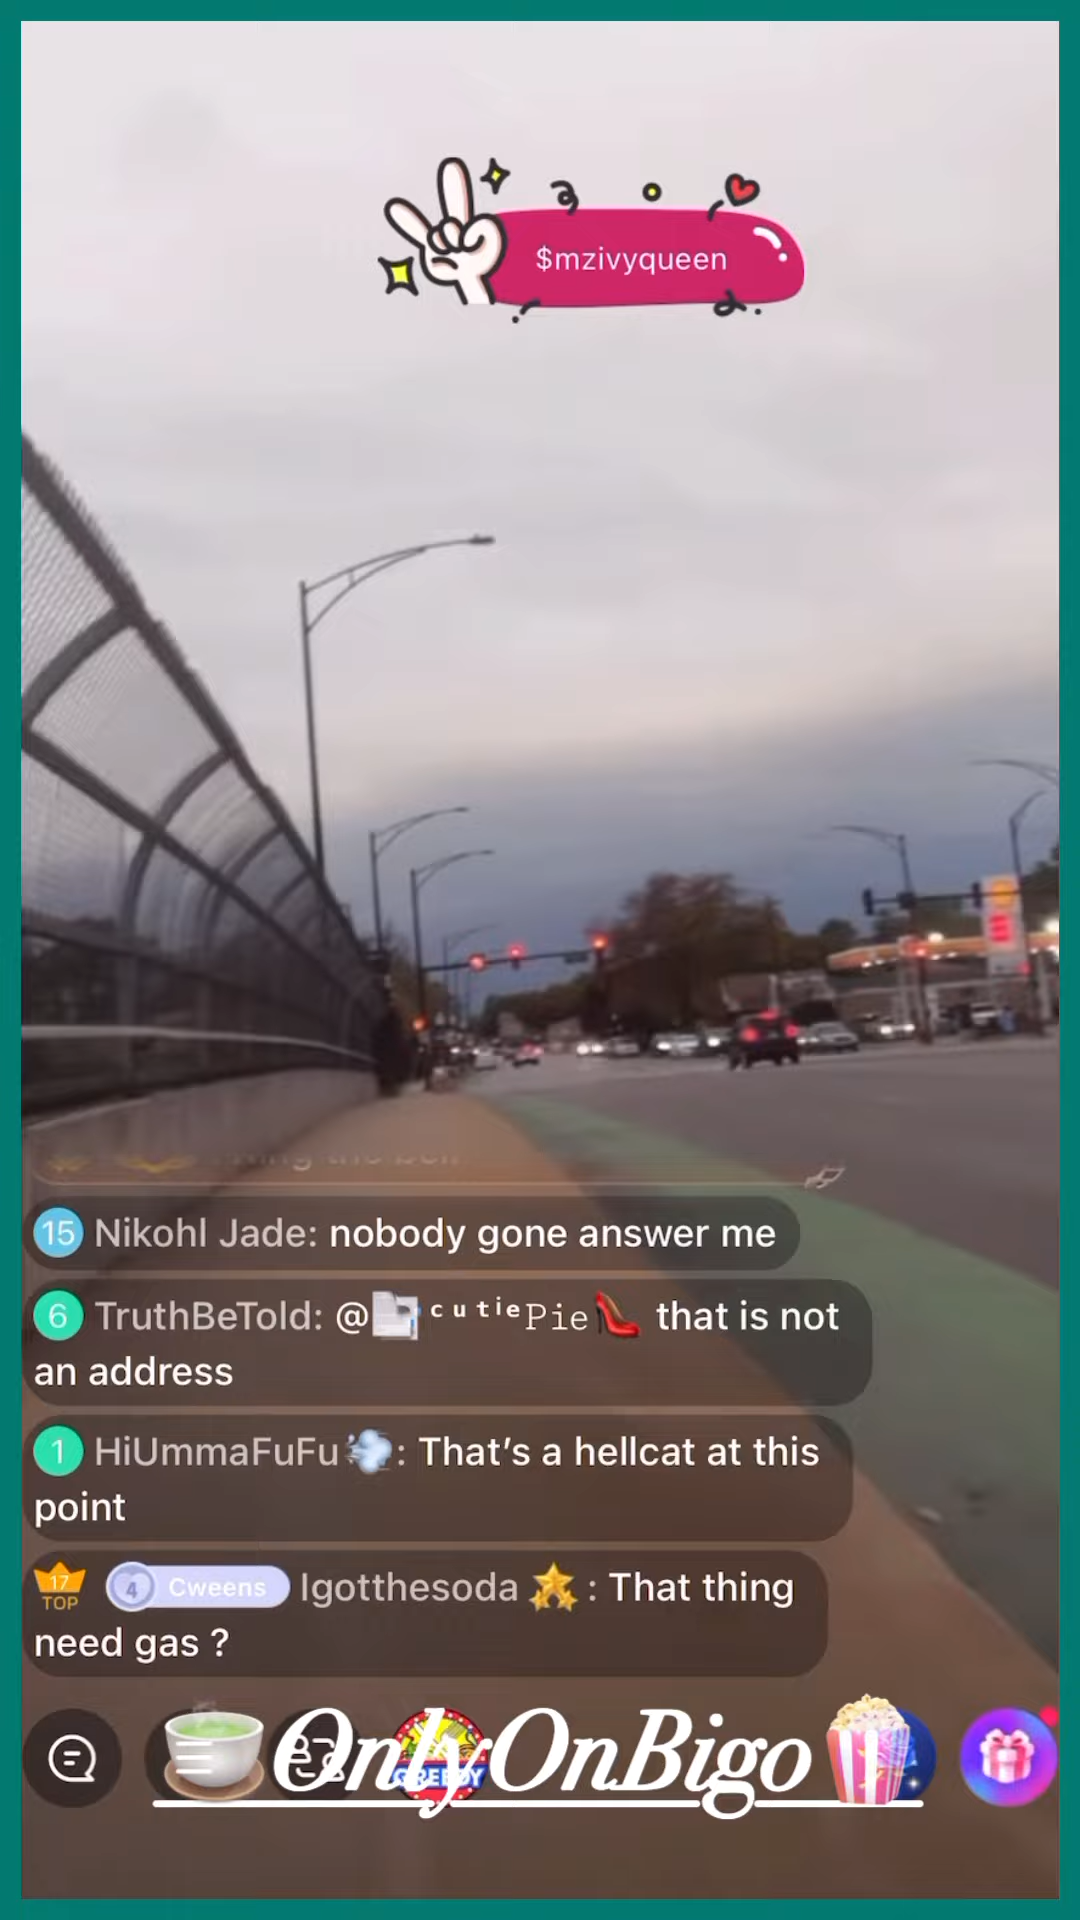 $mzivyqueen
15 Nikohl Jade: nobody gone answer me
6 TruthBeTold: @📄ᶜᵘᵗⁱᵉ𝙿𝚒𝚎👠 that is not
an address
1 HiUmmaFuFu💨: That's a hellcat at this
point
17 TOP 4 Cweens Igotthesoda 🌟 : That thing
need gas ?
🍵 OnlyOnBigo 🍿
GREEDY